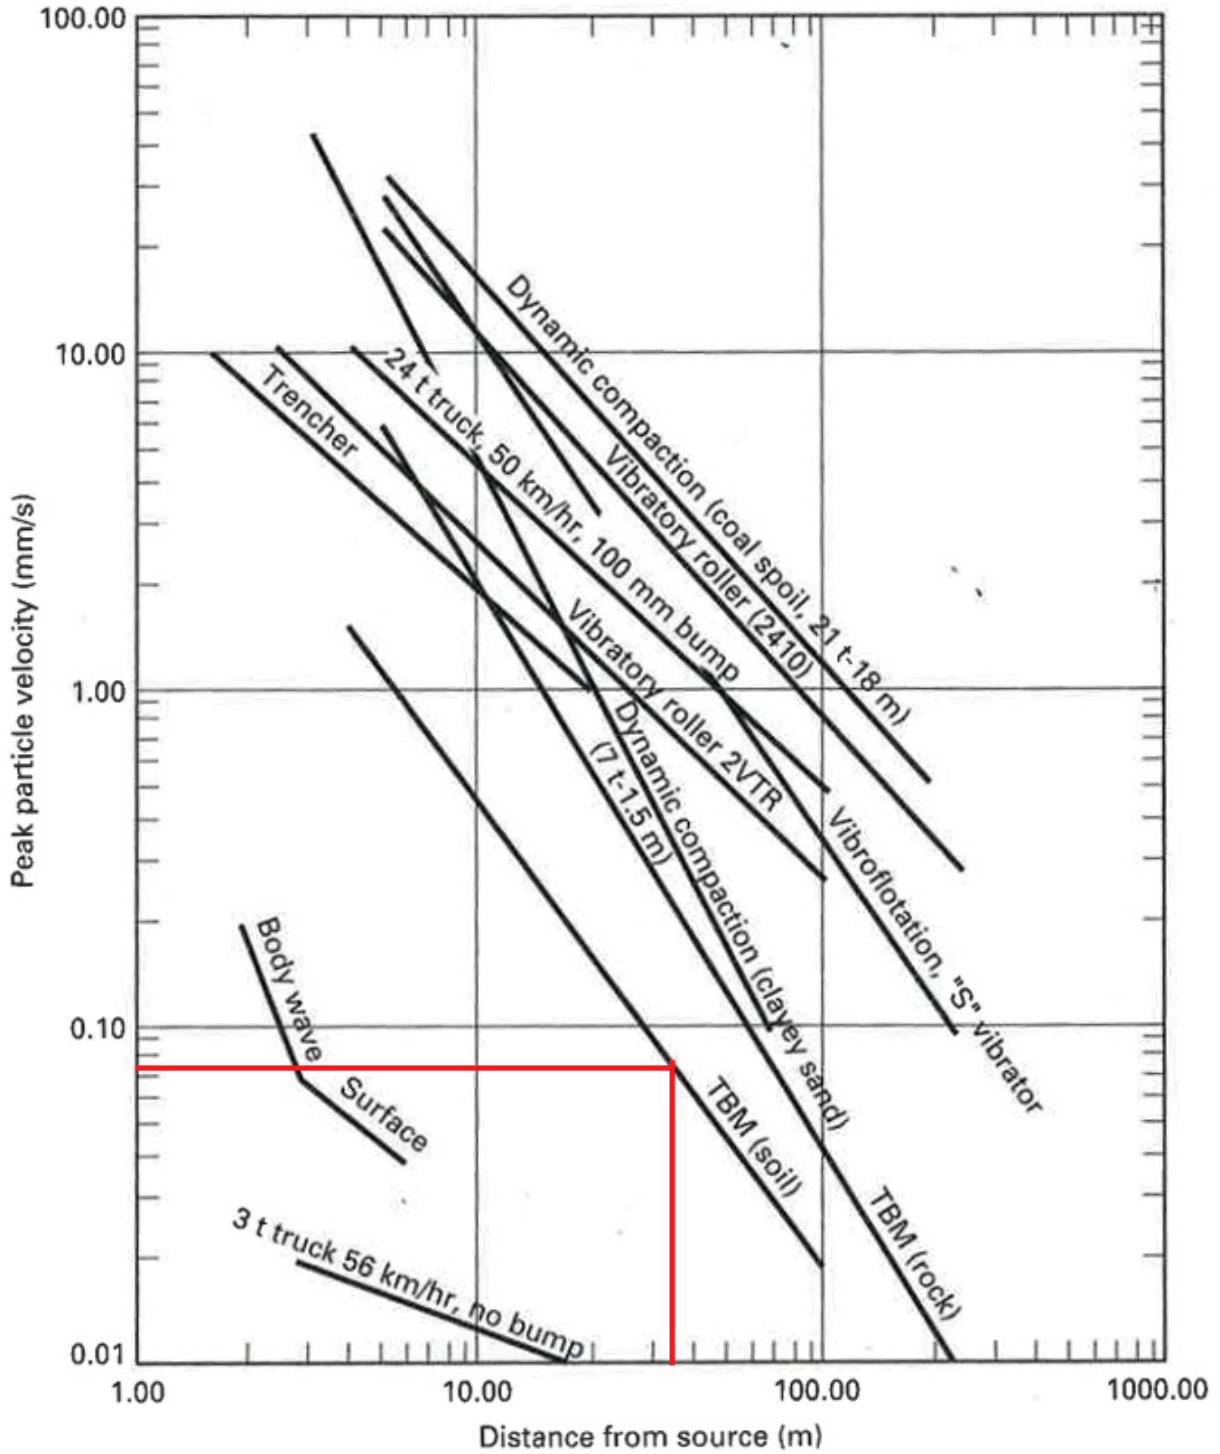 100.00
10.00
1.00
0.10
0.01
Peak particle velocity (mm/s)
Dynamic compaction (coal spoil, 21 t-18 m)
Vibratory roller (2410)
24 t truck, 50 km/hr, 100 mm bump
Trencher
Vibratory roller 2VTR
Dynamic compaction (clayey sand)
(7 t-1.5 m)
Vibroflotation, "S" vibrator
Body wave
Surface
TBM (soil)
TBM (rock)
3 t truck 56 km/hr, no bump
1.00 10.00 100.00 1000.00
Distance from source (m)